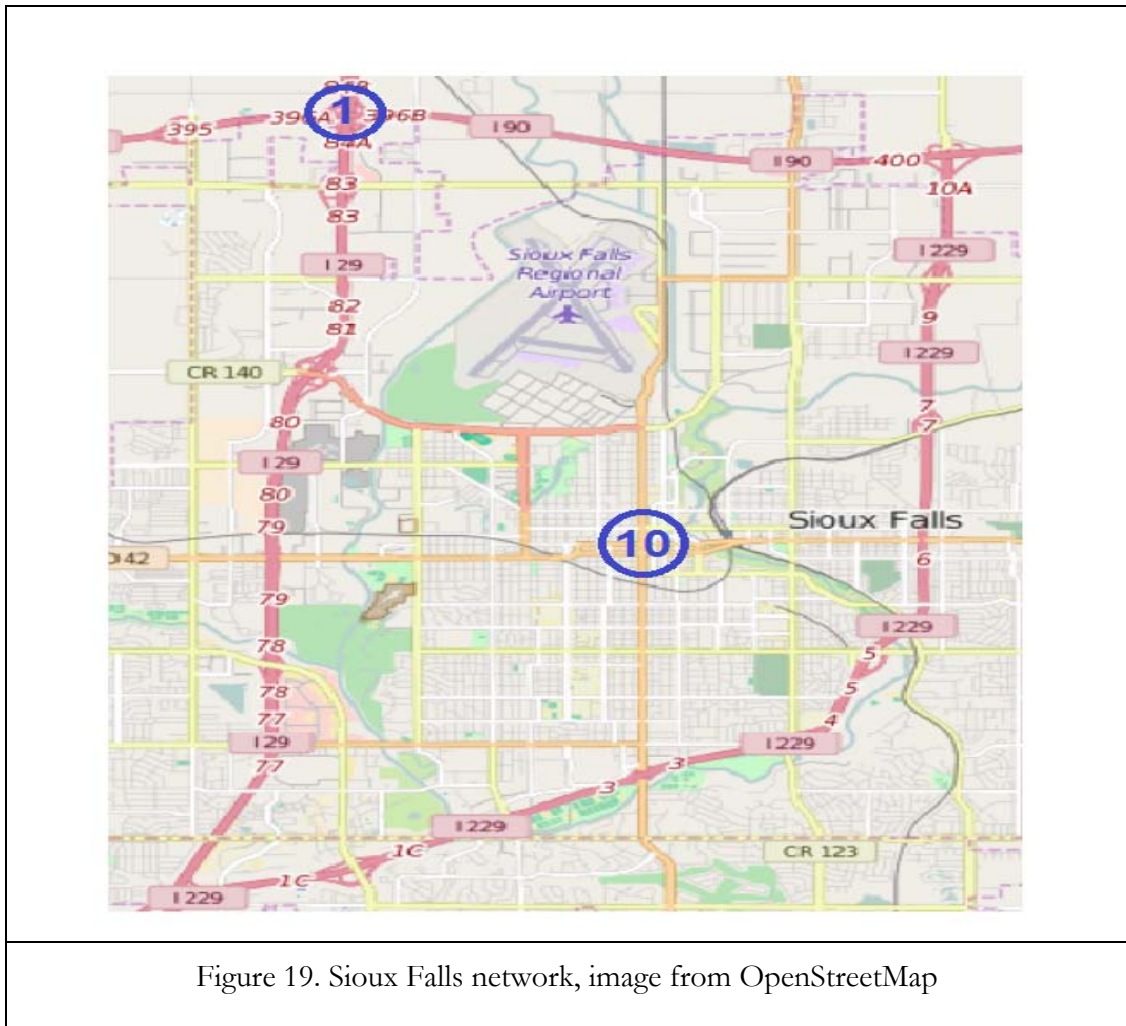 84B
1
395
396A
396B
I 90
84A
I 90
400
83
10A
83
Sioux Falls
Regional
Airport
I 29
I 229
82
81
9
CR 140
I 229
80
7
7
I 29
80
79
10
Sioux Falls
42
6
79
I 229
78
5
78
5
77
4
I 29
I 229
77
3
3
I 229
1C
CR 123
1C
I 229
Figure 19. Sioux Falls network, image from OpenStreetMap